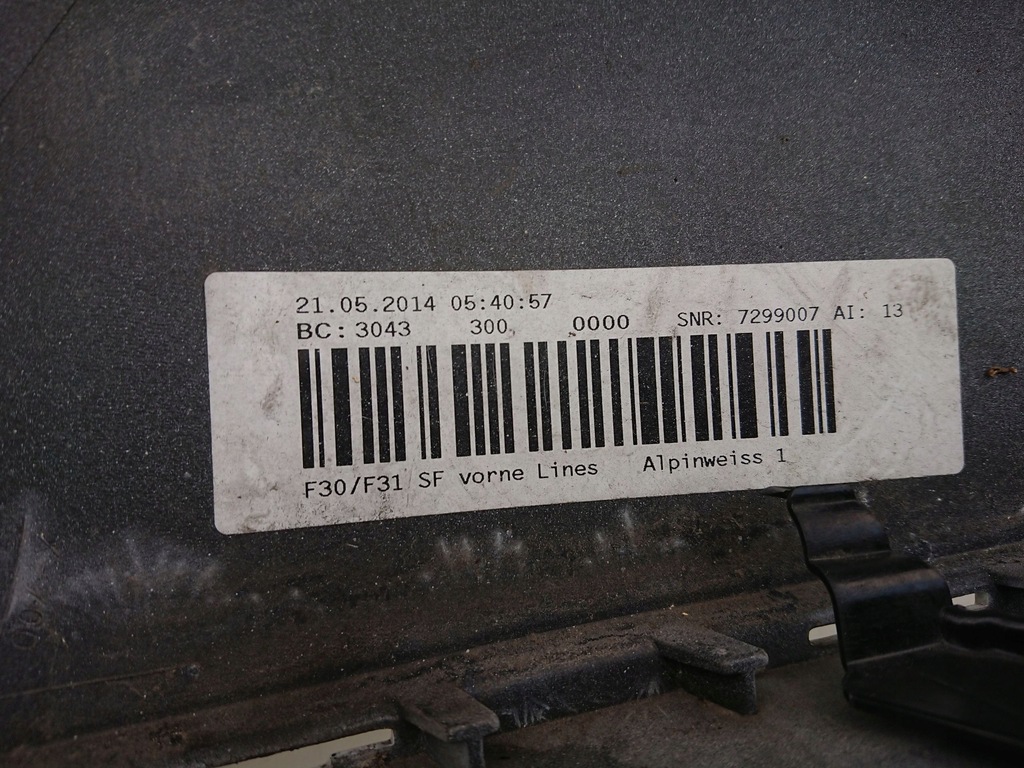 21.05.2014 05:40:57
BC: 3043 300 0000 SNR: 7299007 AI: 13
F30/F31 SF vorne Lines Alpinweiss 1